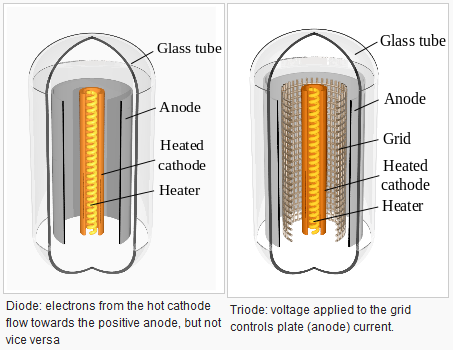 Glass tube
Anode
Heated
cathode
Heater
Diode: electrons from the hot cathode
flow towards the positive anode, but not
vice versa
Glass tube
Anode
Grid
Heated
cathode
Heater
Triode: voltage applied to the grid
controls plate (anode) current.